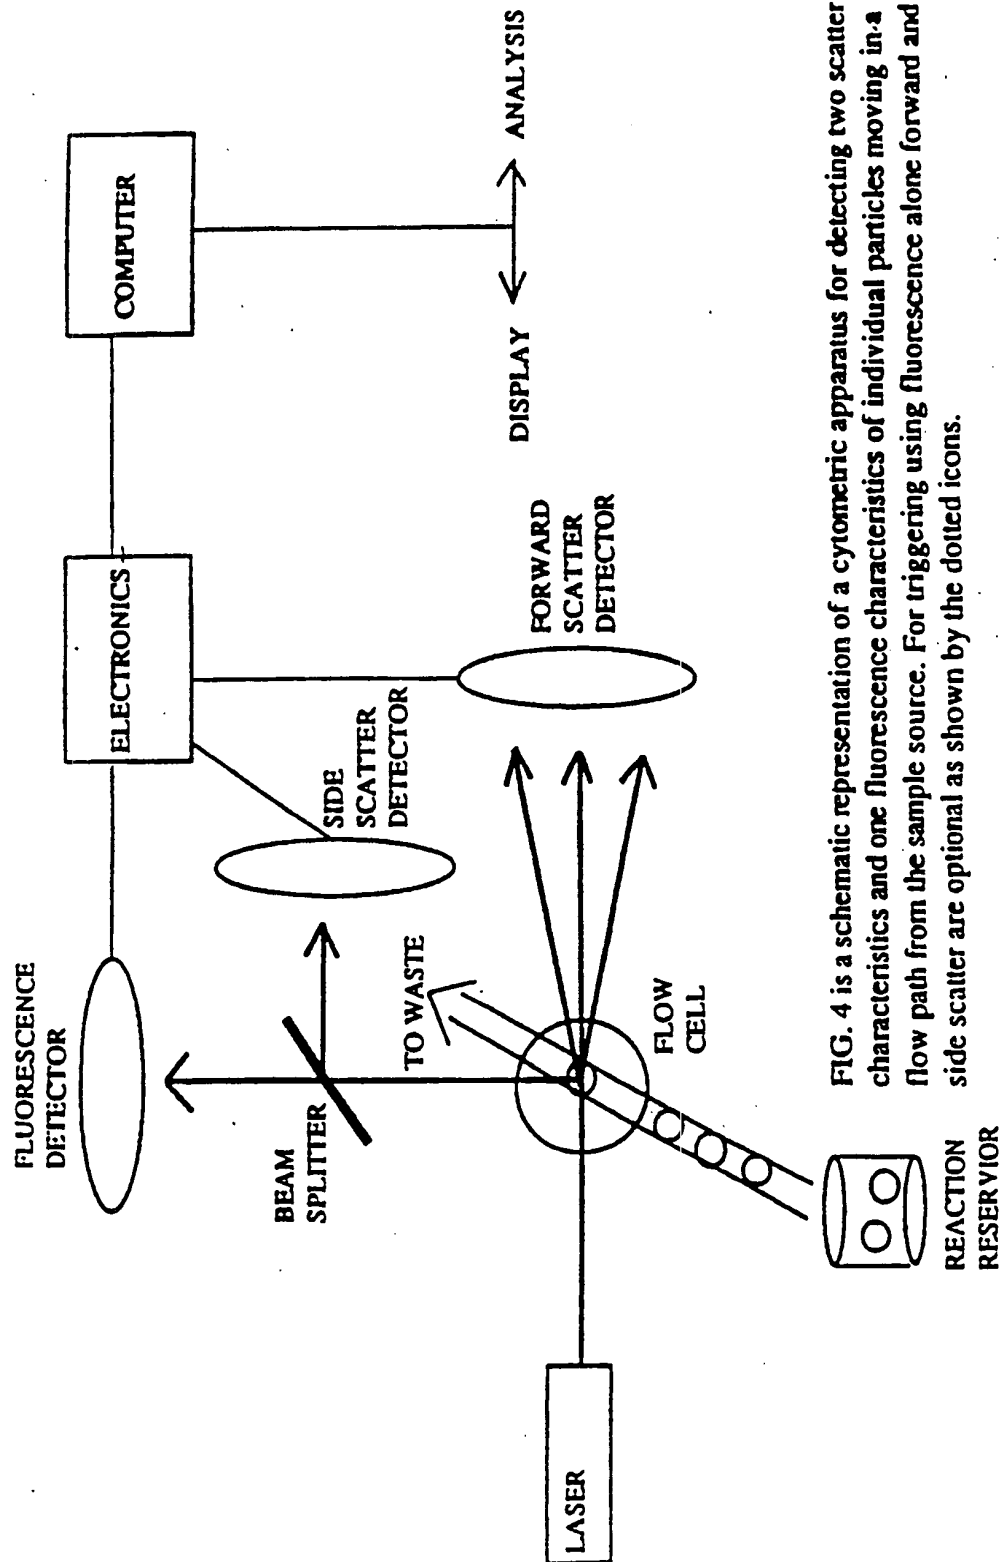 FLUORESCENCE
DETECTOR
ELECTRONICS
COMPUTER
BEAM
SPLITTER
SIDE
SCATTER
DETECTOR
TO WASTE
FORWARD
SCATTER
DETECTOR
DISPLAY
ANALYSIS
LASER
FLOW
CELL
REACTION
RESERVIOR
FIG. 4 is a schematic representation of a cytometric apparatus for detecting two scatter
characteristics and one fluorescence characteristics of individual particles moving in a
flow path from the sample source. For triggering using fluorescence alone forward and
side scatter are optional as shown by the dotted icons.